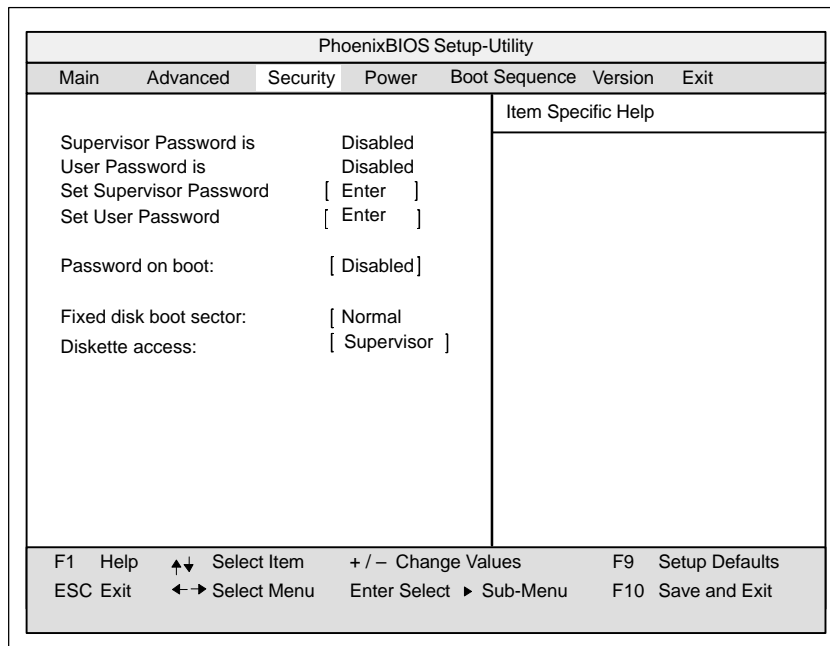 PhoenixBIOS Setup-Utility
Main Advanced Security Power Boot Sequence Version Exit
Item Specific Help
Supervisor Password is Disabled
User Password is Disabled
Set Supervisor Password [ Enter ]
Set User Password [ Enter ]
Password on boot: [ Disabled ]
Fixed disk boot sector: [ Normal
Diskette access: [ Supervisor ]
F1 Help ▲▼ Select Item + / – Change Values F9 Setup Defaults
ESC Exit ←→ Select Menu Enter Select ▶ Sub-Menu F10 Save and Exit